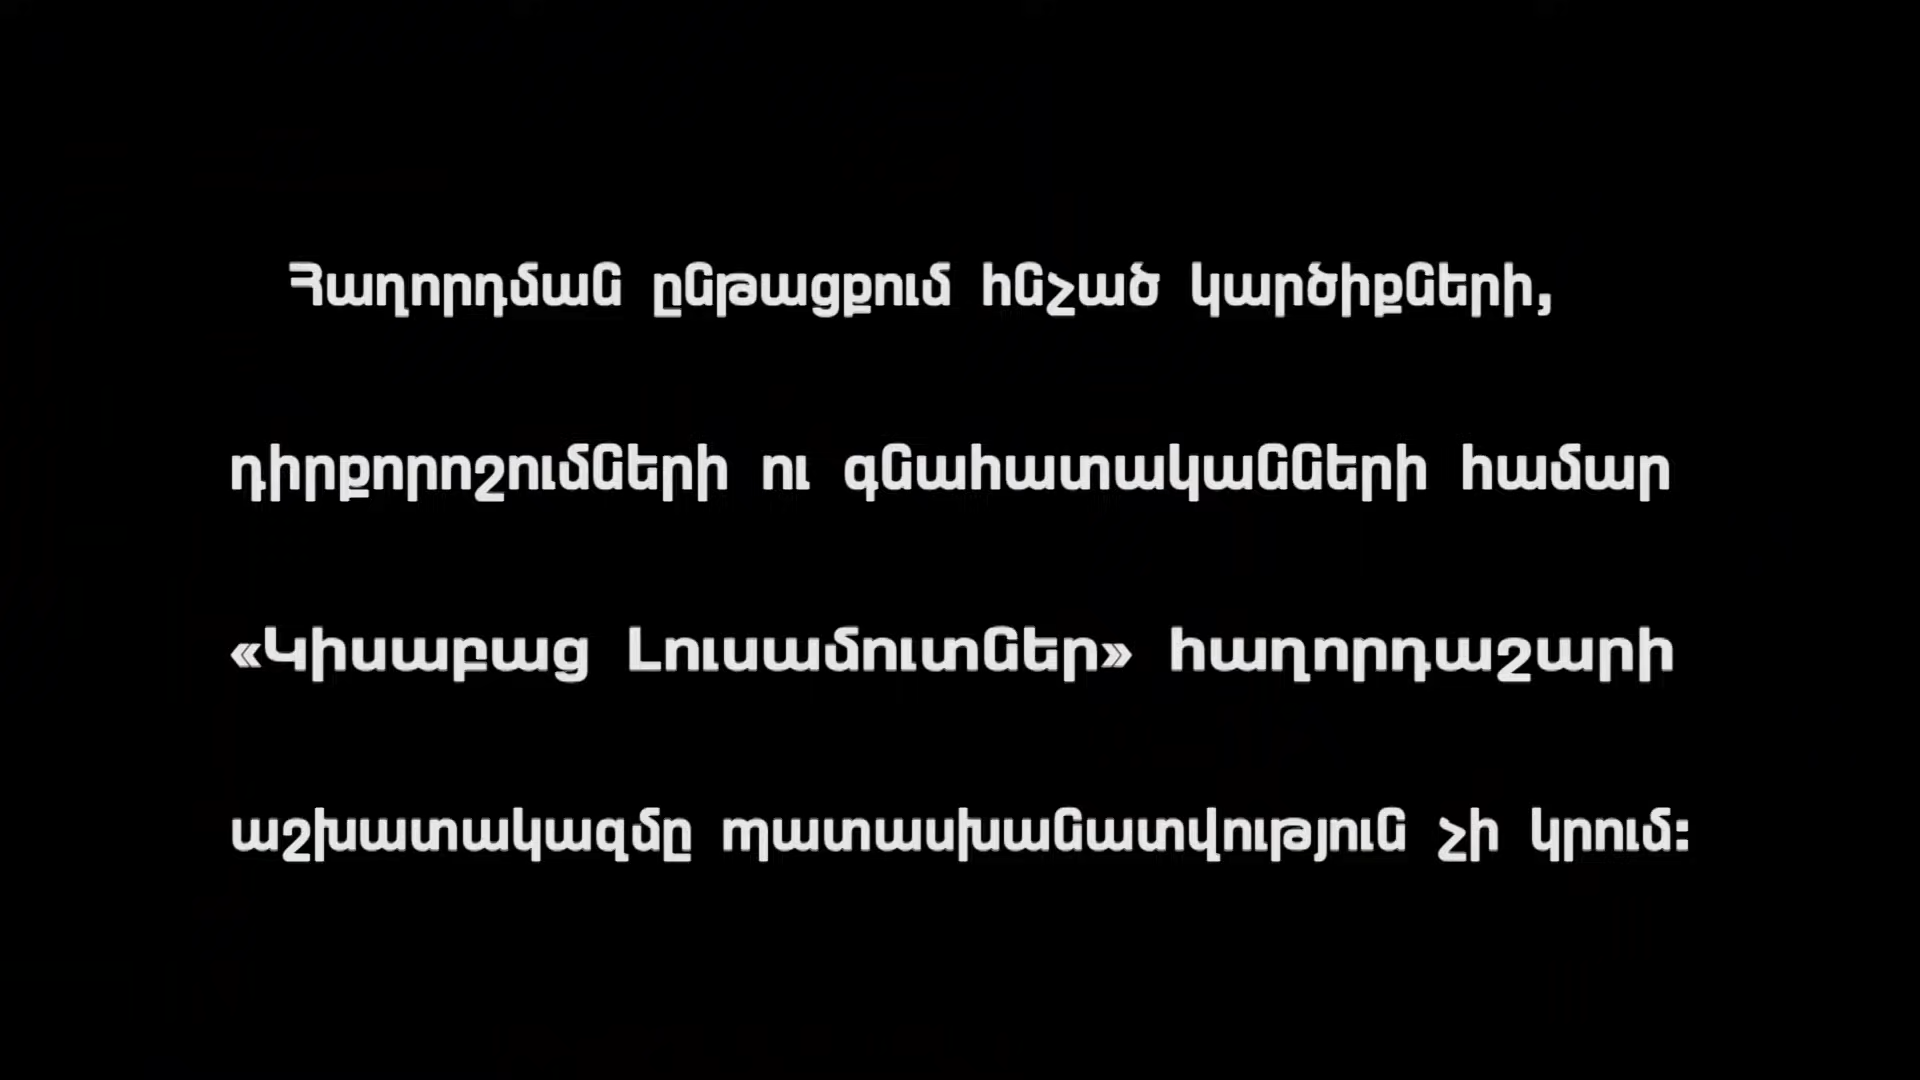 Հաղորդման ընթացքում հնչած կարծիքների,
դիրքորոշումների ու գնահատականների համար
«Կիսաբաց Լուսամուտներ» հաղորդաշարի
աշխատակազմը պատասխանատվություն չի կրում: